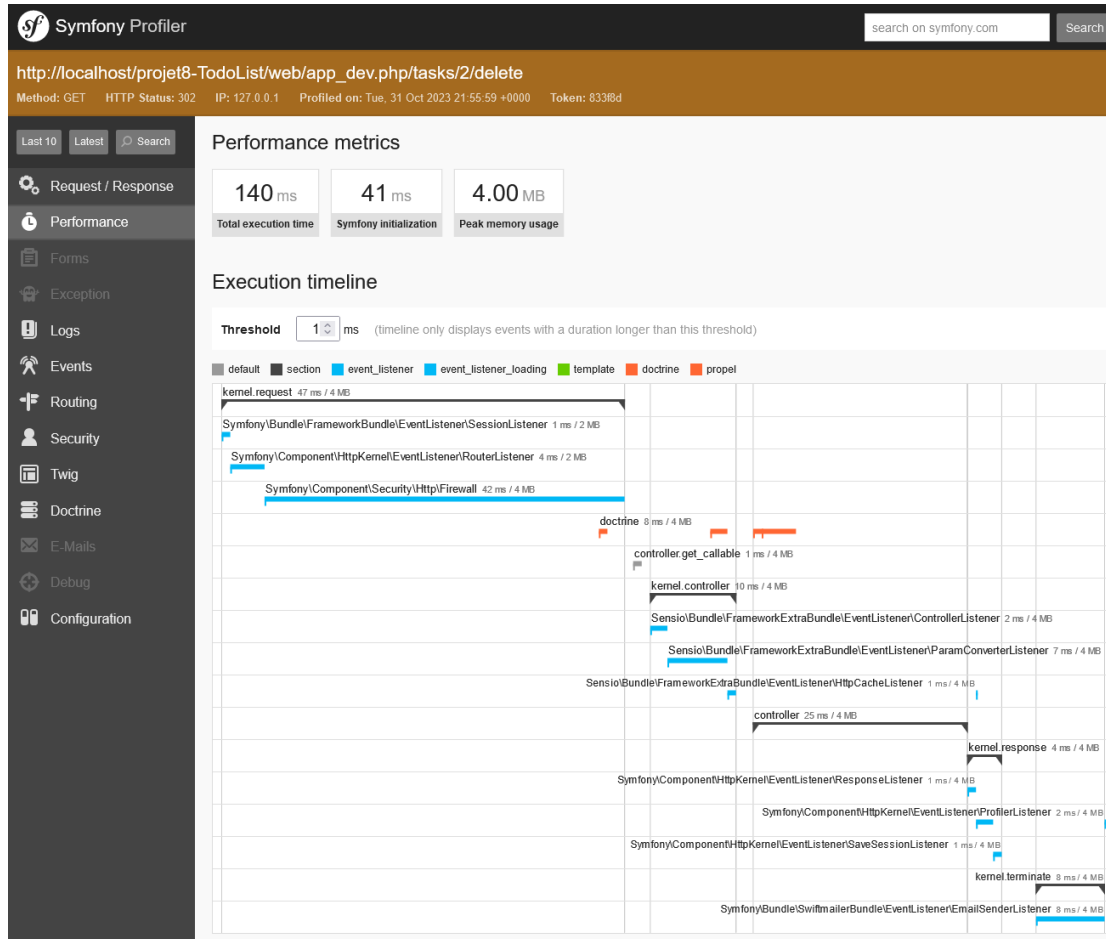 sf Symfony Profiler search on symfony.com Search
http://localhost/projet8-TodoList/web/app_dev.php/tasks/2/delete
Method: GET HTTP Status: 302 IP: 127.0.0.1 Profiled on: Tue, 31 Oct 2023 21:55:59 +0000 Token: 833f8d
Last 10 Latest Search
Request / Response
Performance
Forms
Exception
Logs
Events
Routing
Security
Twig
Doctrine
E-Mails
Debug
Configuration
Performance metrics
140 ms 41 ms 4.00 MB
Total execution time Symfony initialization Peak memory usage
Execution timeline
Threshold 1 ms (timeline only displays events with a duration longer than this threshold)
default section event_listener event_listener_loading template doctrine propel
kernel.request 47 ms / 4 MB
Symfony\Bundle\FrameworkBundle\EventListener\SessionListener 1 ms / 2 MB
Symfony\Component\HttpKernel\EventListener\RouterListener 4 ms / 2 MB
Symfony\Component\Security\Http\Firewall 42 ms / 4 MB
doctrine 8 ms / 4 MB
controller.get_callable 1 ms / 4 MB
kernel.controller 10 ms / 4 MB
Sensio\Bundle\FrameworkExtraBundle\EventListener\ControllerListener 2 ms / 4 MB
Sensio\Bundle\FrameworkExtraBundle\EventListener\ParamConverterListener 7 ms / 4 MB
Sensio\Bundle\FrameworkExtraBundle\EventListener\HttpCacheListener 1 ms / 4 MB
controller 25 ms / 4 MB
kernel.response 4 ms / 4 MB
Symfony\Component\HttpKernel\EventListener\ResponseListener 1 ms / 4 MB
Symfony\Component\HttpKernel\EventListener\ProfilerListener 2 ms / 4 MB
Symfony\Component\HttpKernel\EventListener\SaveSessionListener 1 ms / 4 MB
kernel.terminate 8 ms / 4 MB
Symfony\Bundle\SwiftmailerBundle\EventListener\EmailSenderListener 8 ms / 4 MB